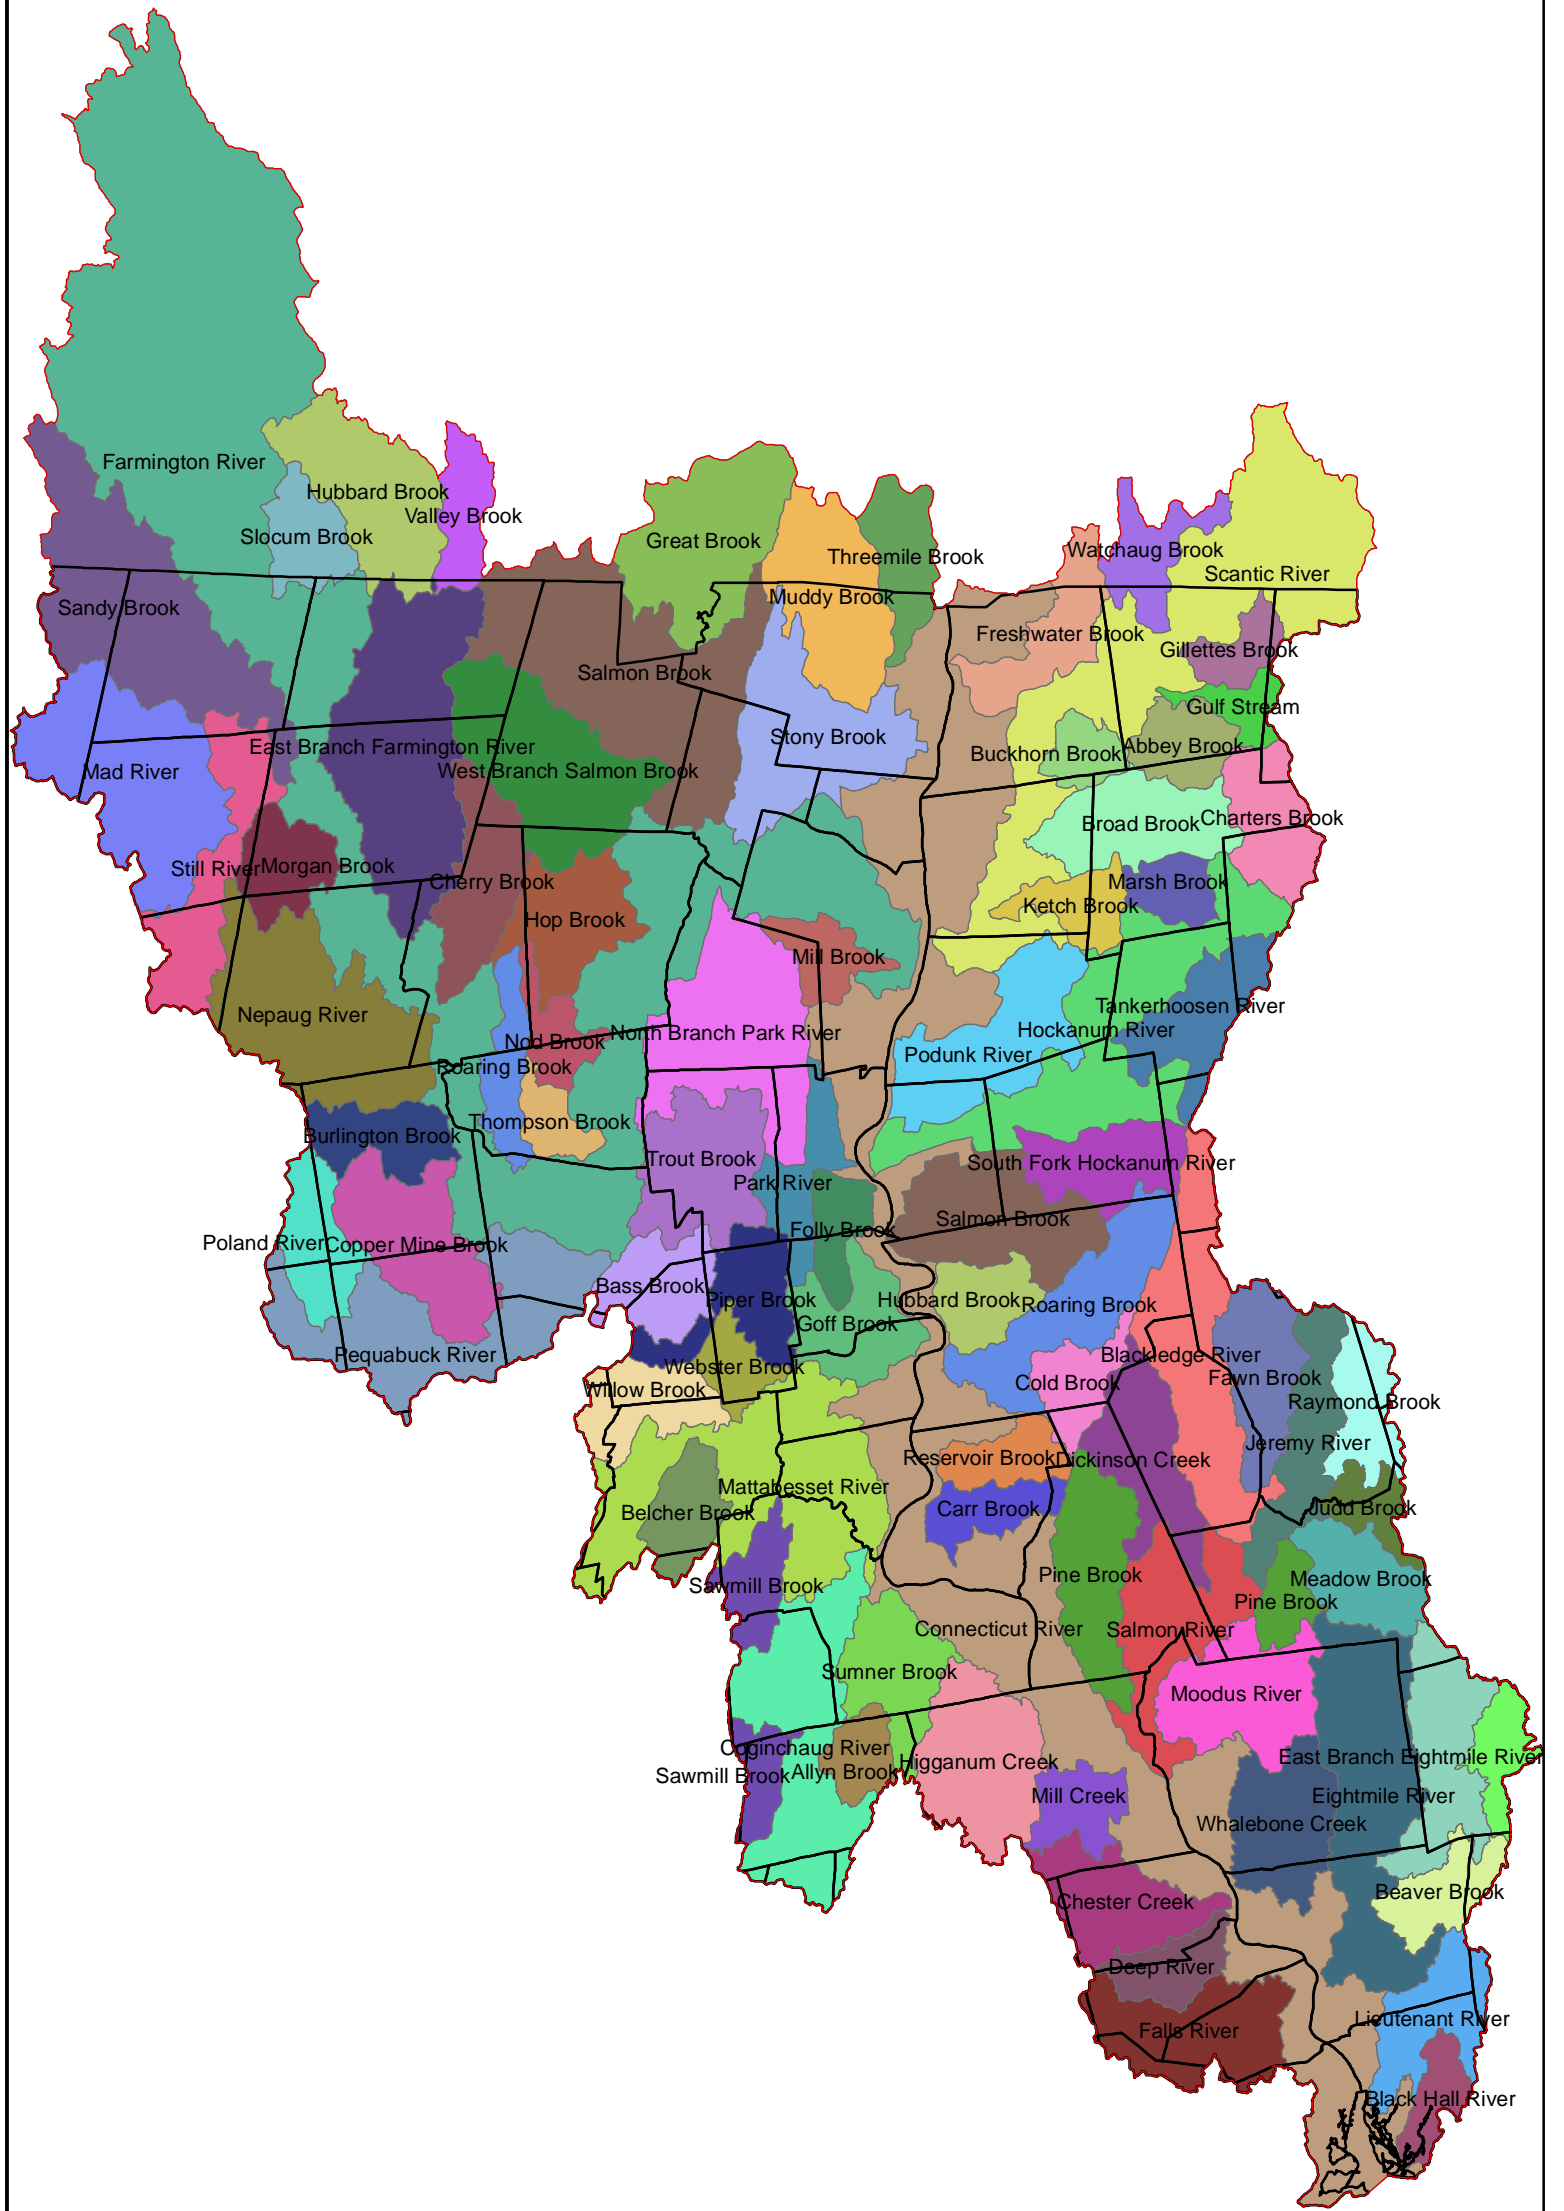 Farmington River
Hubbard Brook
Valley Brook
Slocum Brook
Great Brook
Threemile Brook
Watchaug Brook
Scantic River
Sandy Brook
Muddy Brook
Freshwater Brook
Gillettes Brook
Salmon Brook
Gulf Stream
East Branch Farmington River
Stony Brook
Buckhorn Brook
Abbey Brook
Mad River
West Branch Salmon Brook
Broad Brook
Charters Brook
Still River
Morgan Brook
Cherry Brook
Marsh Brook
Hop Brook
Ketch Brook
Mill Brook
Nepaug River
Tankerhoosen River
Nod Brook
North Branch Park River
Hockanum River
Roaring Brook
Podunk River
Burlington Brook
Thompson Brook
Trout Brook
South Fork Hockanum River
Park River
Poland River
Copper Mine Brook
Folly Brook
Salmon Brook
Bass Brook
Piper Brook
Hubbard Brook
Roaring Brook
Goff Brook
Pequabuck River
Webster Brook
Blackledge River
Willow Brook
Cold Brook
Fawn Brook
Raymond Brook
Jeremy River
Reservoir Brook
Dickinson Creek
Mattabesset River
Belcher Brook
Carr Brook
Judd Brook
Sawmill Brook
Pine Brook
Meadow Brook
Pine Brook
Connecticut River
Salmon River
Sumner Brook
Moodus River
Coginchaug River
Sawmill Brook
Allyn Brook
Higganum Creek
East Branch Eightmile River
Mill Creek
Eightmile River
Whalebone Creek
Chester Creek
Beaver Brook
Deep River
Falls River
Lieutenant River
Black Hall River